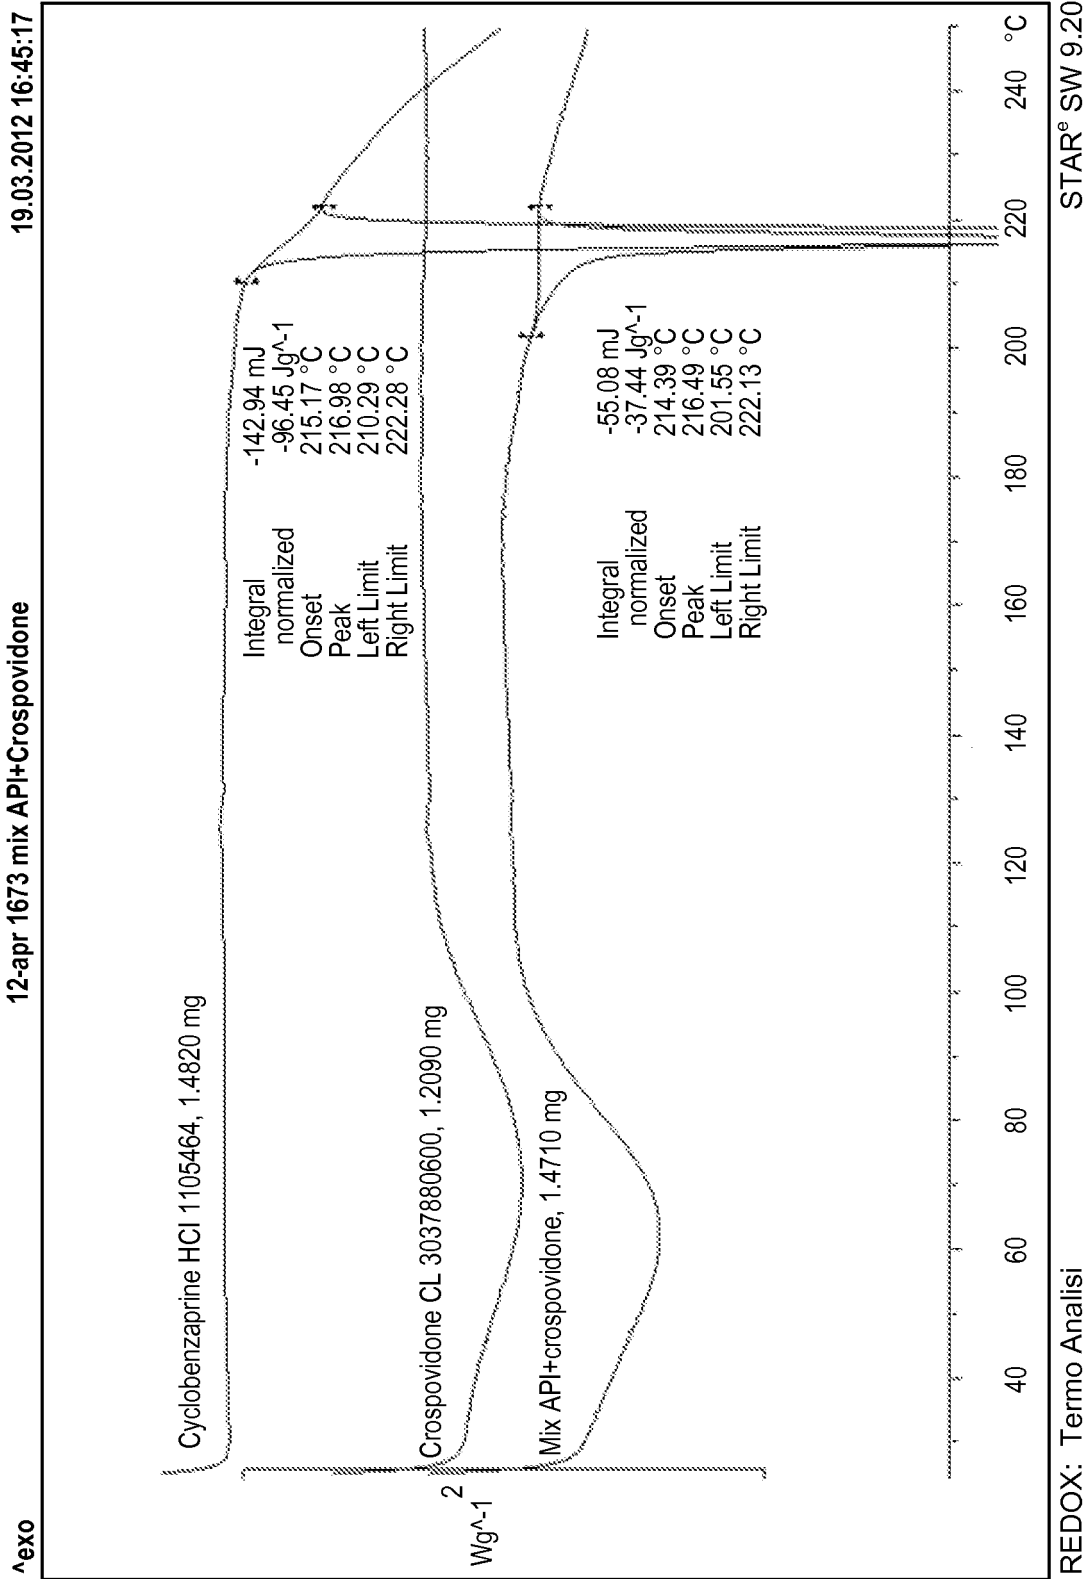 ^exo
12-apr 1673 mix API+Crospovidone
19.03.2012 16:45:17
Cyclobenzaprine HCl 1105464, 1.4820 mg
Integral -142.94 mJ
normalized -96.45 Jg^-1
Onset 215.17 °C
Peak 216.98 °C
Left Limit 210.29 °C
Right Limit 222.28 °C
Crospovidone CL 3037880600, 1.2090 mg
2
Wg^-1
Mix API+crospovidone, 1.4710 mg
Integral -55.08 mJ
normalized -37.44 Jg^-1
Onset 214.39 °C
Peak 216.49 °C
Left Limit 201.55 °C
Right Limit 222.13 °C
40 60 80 100 120 140 160 180 200 220 240 °C
REDOX: Termo Analisi
STARe SW 9.20